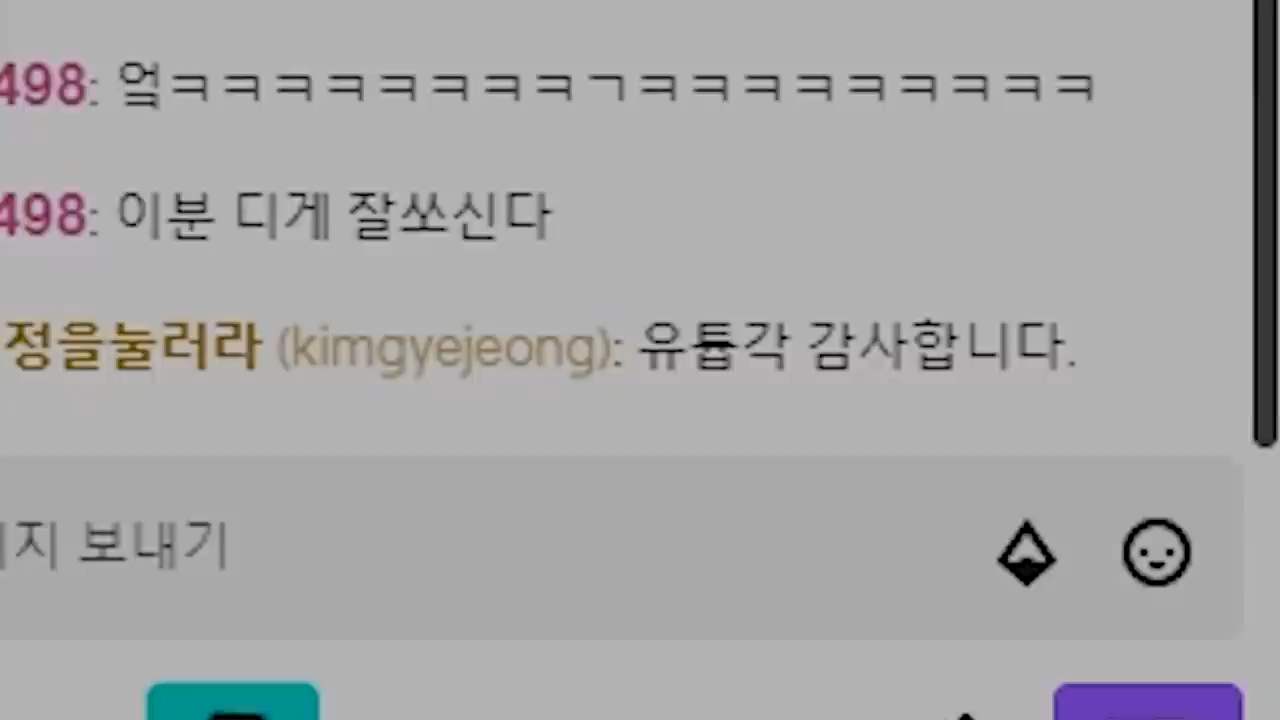 498: 엌ㅋㅋㅋㅋㅋㅋㅋㅋㄱㅋㅋㅋㅋㅋㅋㅋㅋㅋ
498: 이분 디게 잘쏘신다
정을눌러라 (kimgyejeong): 유튭각 감사합니다.
지 보내기